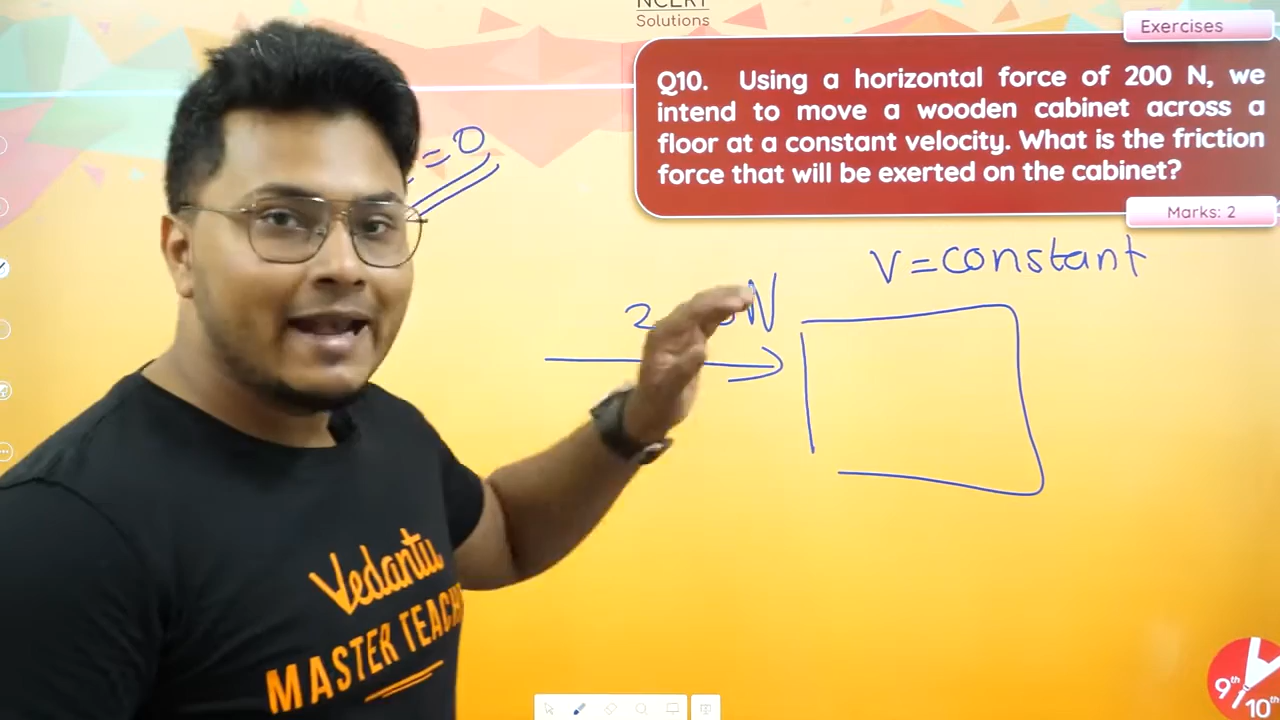 NCERT
Solutions
Exercises
Q10. Using a horizontal force of 200 N, we
intend to move a wooden cabinet across a
floor at a constant velocity. What is the friction
force that will be exerted on the cabinet?
Marks: 2
= 0
v = constant
N
Vedantu
MASTER TEACH
9th
10th